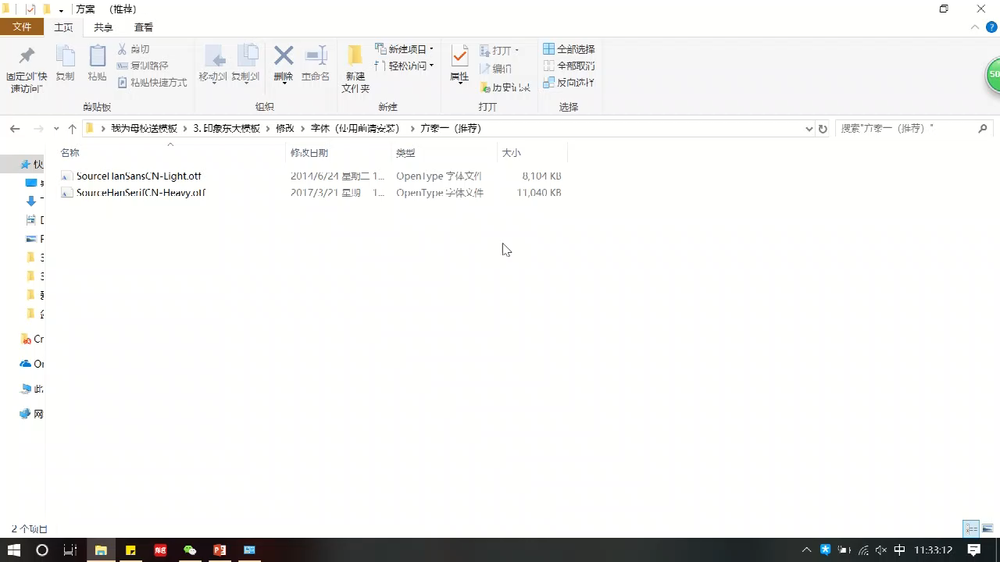 方案一（推荐）
文件 主页 共享 查看
固定到"快速访问"
复制
粘贴
剪切
复制路径
粘贴快捷方式
剪贴板
移动到 复制到 删除 重命名
组织
新建文件夹
新建项目
轻松访问
新建
属性
打开
编辑
历史记录
打开
全部选择
全部取消
反向选择
选择
50
我为母校送模板 > 3. 印象东大模板 > 修改 > 字体（使用前请安装） > 方案一（推荐）
搜索"方案一（推荐）"
名称 修改日期 类型 大小
SourceHanSansCN-Light.otf 2014/6/24 星期二 1... OpenType 字体文件 8,104 KB
SourceHanSerifCN-Heavy.otf 2017/3/21 星期二 1... OpenType 字体文件 11,040 KB
快
Cr
Or
此
网
2 个项目
中 11:33:12